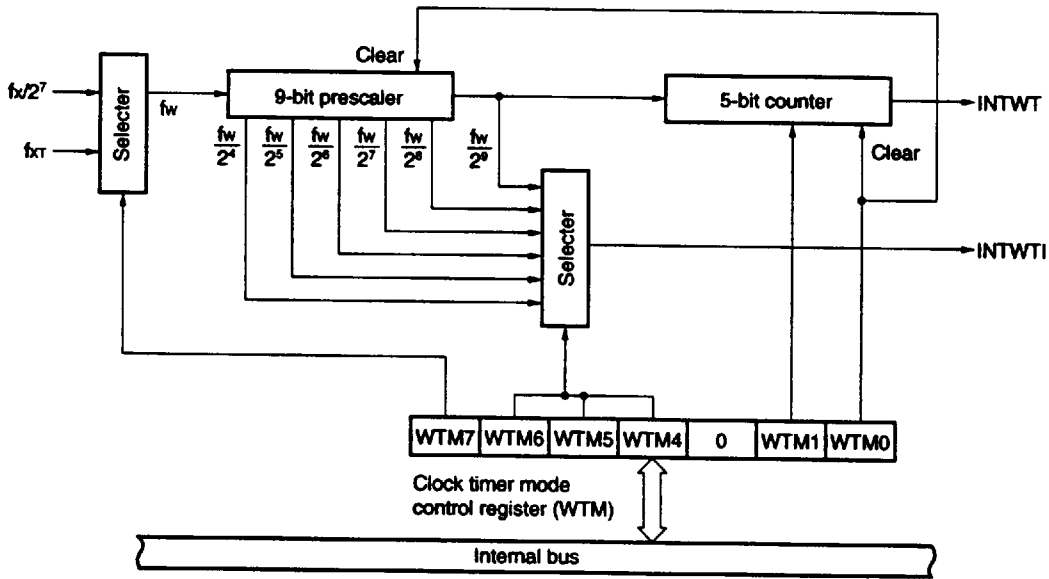 Clear
fx/2⁷
fXT
Selecter
fw
9-bit prescaler
5-bit counter
INTWT
fw/2⁴
fw/2⁵
fw/2⁶
fw/2⁷
fw/2⁸
fw/2⁹
Clear
Selecter
INTWTI
WTM7 WTM6 WTM5 WTM4 0 WTM1 WTM0
Clock timer mode
control register (WTM)
Internal bus